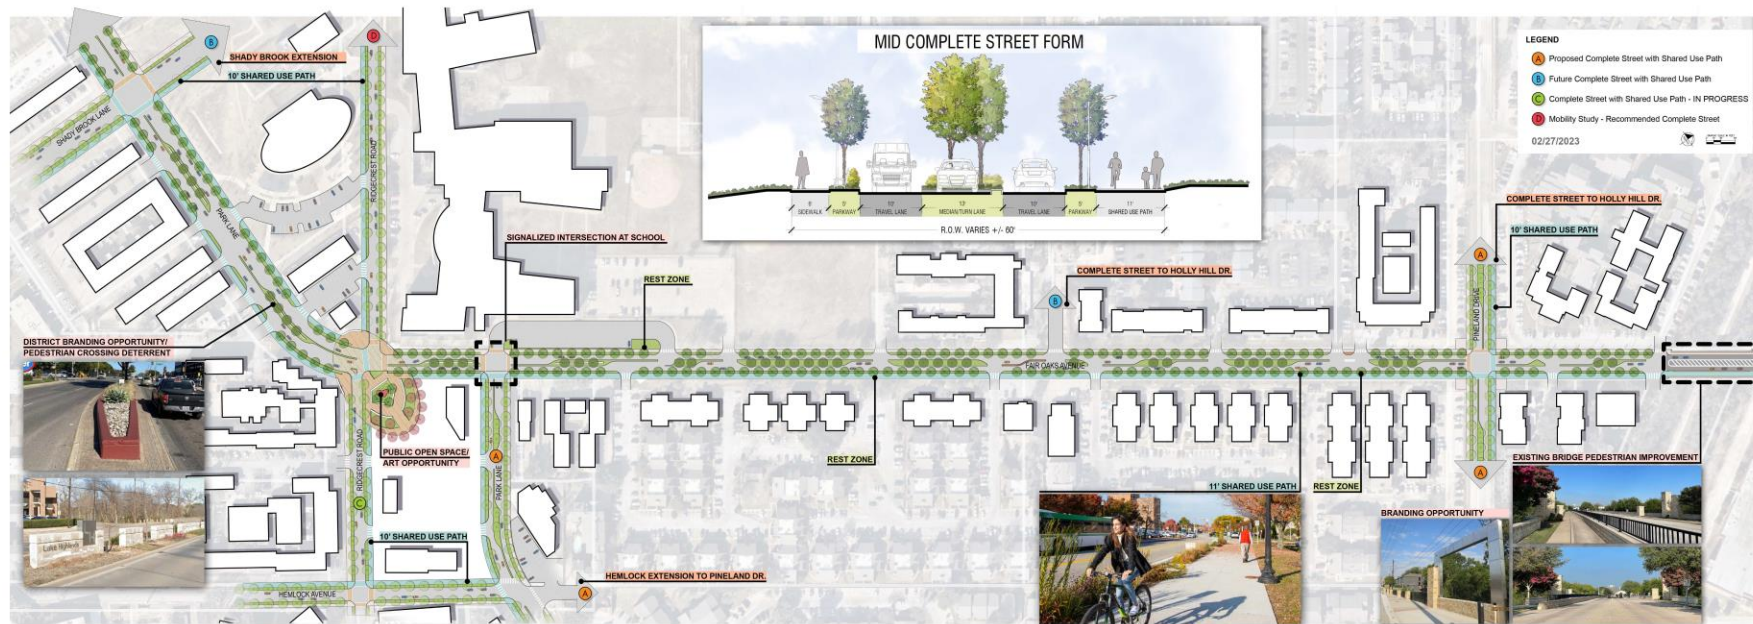 SHADY BROOK EXTENSION
10' SHARED USE PATH
B
D
SHADY BROOK LANE
RIDGECREST ROAD
PARK LANE
MID COMPLETE STREET FORM
SIDEWALK
PARKWAY
TRAVEL LANE
MEDIAN/TURN LANE
TRAVEL LANE
PARKWAY
SHARED USE PATH
11'
R.O.W. VARIES +/- 60'
LEGEND
A Proposed Complete Street with Shared Use Path
B Future Complete Street with Shared Use Path
C Complete Street with Shared Use Path - IN PROGRESS
D Mobility Study - Recommended Complete Street
02/27/2023
SIGNALIZED INTERSECTION AT SCHOOL
REST ZONE
COMPLETE STREET TO HOLLY HILL DR.
B
COMPLETE STREET TO HOLLY HILL DR.
10' SHARED USE PATH
A
PINELAND DRIVE
DISTRICT BRANDING OPPORTUNITY/
PEDESTRIAN CROSSING DETERRENT
FAIR OAKS AVENUE
PUBLIC OPEN SPACE/
ART OPPORTUNITY
RIDGECREST ROAD
C
PARK LANE
A
REST ZONE
11' SHARED USE PATH
REST ZONE
A
EXISTING BRIDGE PEDESTRIAN IMPROVEMENT
BRANDING OPPORTUNITY
10' SHARED USE PATH
HEMLOCK AVENUE
HEMLOCK EXTENSION TO PINELAND DR.
A